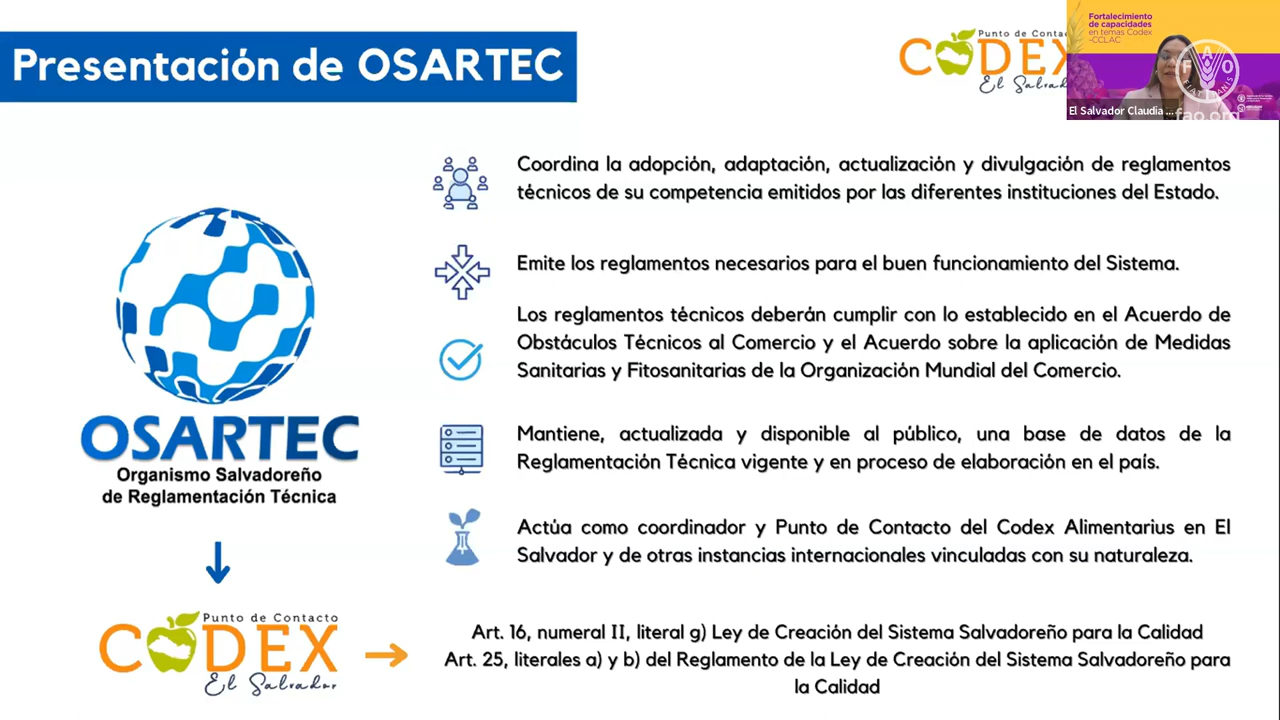 Presentación de OSARTEC
Punto de Contacto
CODEX
El Salvador
Fortalecimiento
de capacidades
en temas Codex
-CCLAC
FAO
FIAT PANIS
El Salvador Claudia ...
fao.org
Coordina la adopción, adaptación, actualización y divulgación de reglamentos
técnicos de su competencia emitidos por las diferentes instituciones del Estado.
Emite los reglamentos necesarios para el buen funcionamiento del Sistema.
Los reglamentos técnicos deberán cumplir con lo establecido en el Acuerdo de
Obstáculos Técnicos al Comercio y el Acuerdo sobre la aplicación de Medidas
Sanitarias y Fitosanitarias de la Organización Mundial del Comercio.
Mantiene, actualizada y disponible al público, una base de datos de la
Reglamentación Técnica vigente y en proceso de elaboración en el país.
Actúa como coordinador y Punto de Contacto del Codex Alimentarius en El
Salvador y de otras instancias internacionales vinculadas con su naturaleza.
OSARTEC
Organismo Salvadoreño
de Reglamentación Técnica
Punto de Contacto
CODEX
El Salvador
Art. 16, numeral II, literal g) Ley de Creación del Sistema Salvadoreño para la Calidad
Art. 25, literales a) y b) del Reglamento de la Ley de Creación del Sistema Salvadoreño para
la Calidad